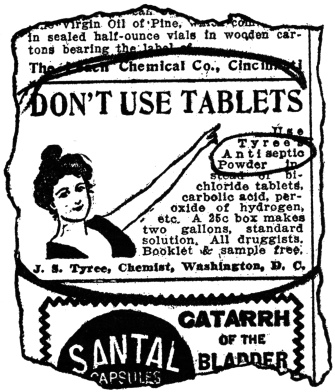 Virgin Oil of Pine,
in sealed half-ounce vials in wooden car-
tons bearing the label of
Chemical Co., Cincinnati
DON'T USE TABLETS
Use
Tyree's
Antiseptic
Powder in-
stead of bi-
chloride tablets,
carbolic acid, per-
oxide of hydrogen,
etc. A 25c box makes
two gallons, standard
solution. All druggists.
Booklet & sample free.
J. S. Tyree, Chemist, Washington, D. C.
CATARRH
OF THE
BLADDER
SANTAL
CAPSULES